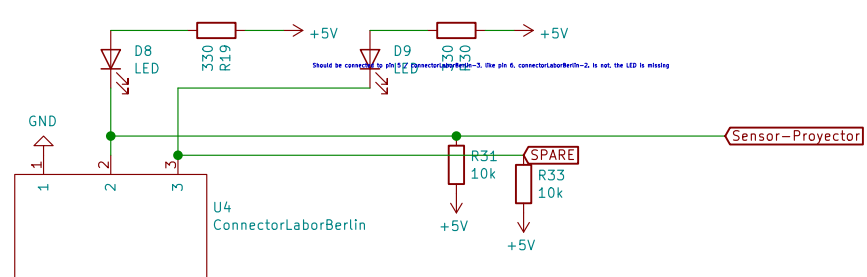 +5V
+5V
D8
LED
330
R19
D9
LED
330
R30
Should be connected to pin 5 / ConnectorLaborBerlin-3, like pin 6, connectorLaborBerlin-2, is not, the LED is missing
GND
Sensor-Proyector
1
2
3
SPARE
R31
10k
R33
10k
1
2
3
U4
ConnectorLaborBerlin
+5V
+5V